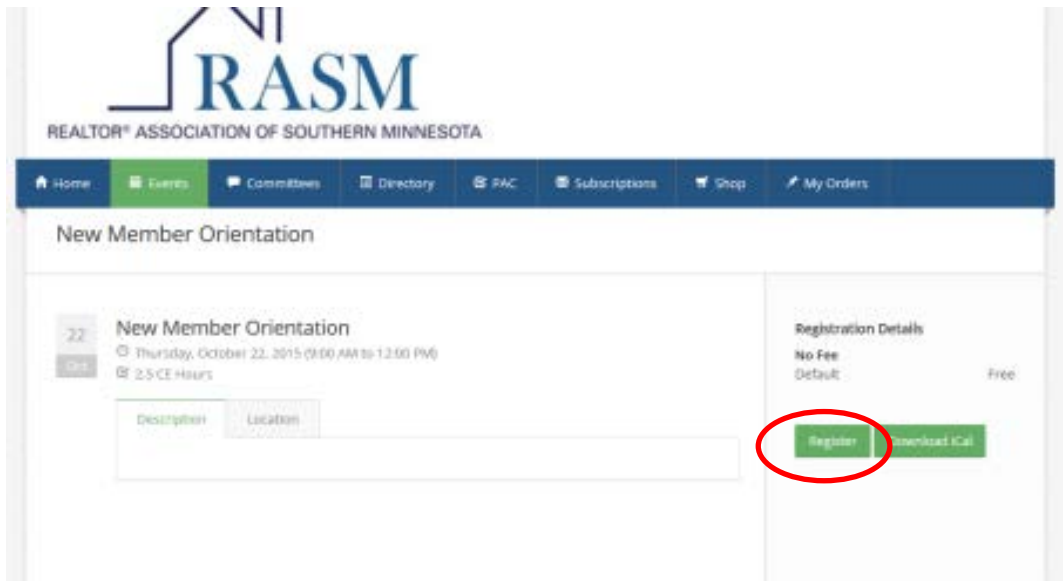 RASM
REALTOR® ASSOCIATION OF SOUTHERN MINNESOTA
Home Events Committees Directory PAC Subscriptions Shop My Orders
New Member Orientation
22
Oct
New Member Orientation
Thursday, October 22, 2015 (9:00 AM to 12:00 PM)
2.5 CE Hours
Description Location
Registration Details
No Fee
Default Free
Register Download iCal